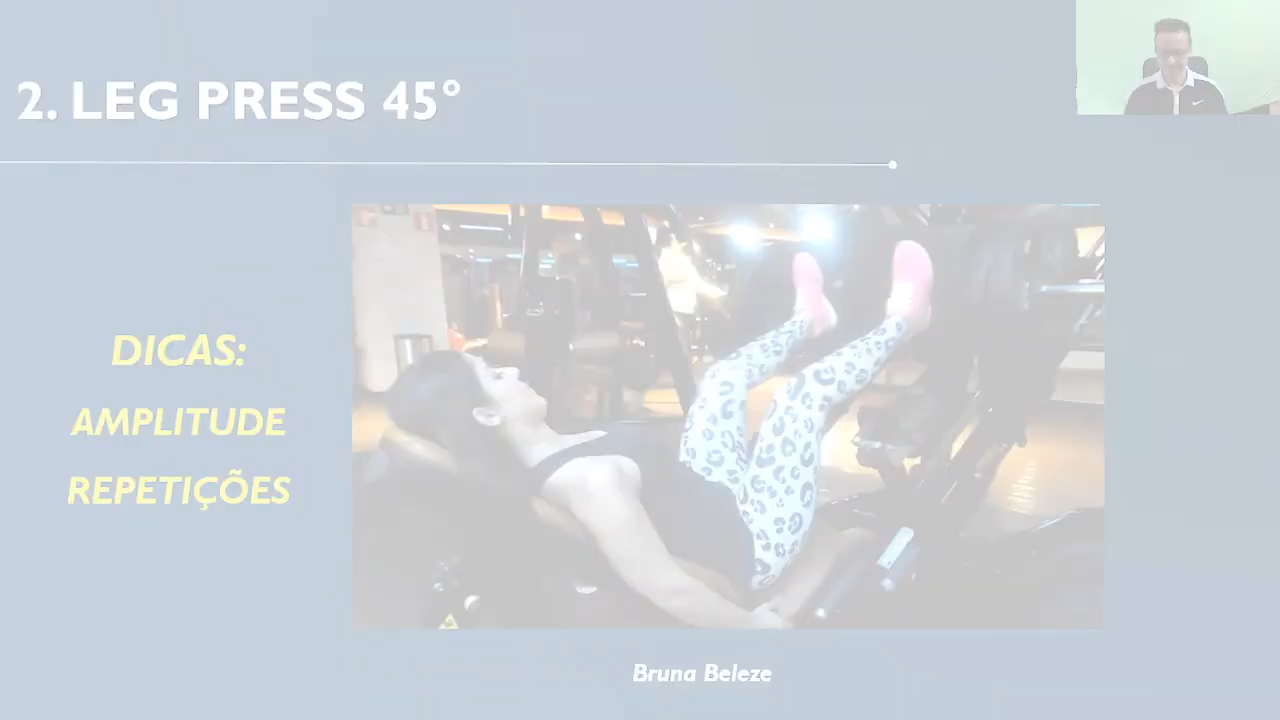 2. LEG PRESS 45°
DICAS:
AMPLITUDE
REPETIÇÕES
Bruna Beleze